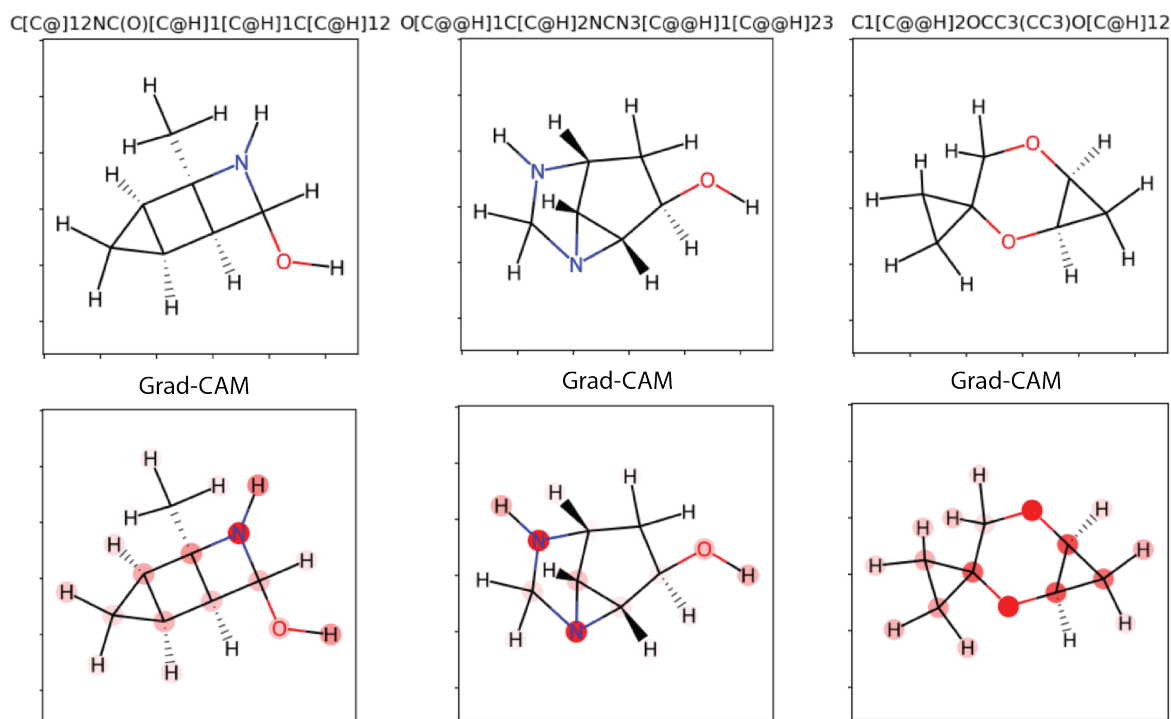 C[C@]12NC(O)[C@H]1[C@H]1C[C@H]12 O[C@@H]1C[C@H]2NCN3[C@@H]1[C@@H]23 C1[C@@H]2OCC3(CC3)O[C@H]12
H H H H N H H H O H H H H
H H H H N H H O H H H N H
H H O H H H H H O H H H
Grad-CAM Grad-CAM Grad-CAM
H H H H N H H H O H H H H
H H H H N H H O H H H N H
H H O H H H H H O H H H